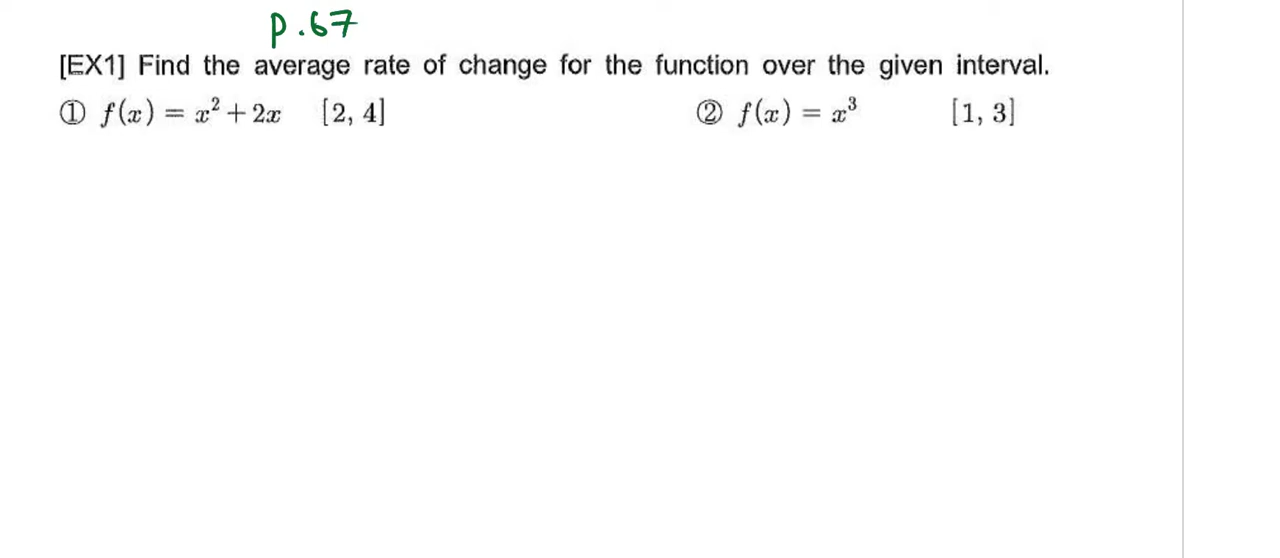 p.67
[EX1] Find the average rate of change for the function over the given interval.
① f(x) = x² + 2x [2, 4] ② f(x) = x³ [1, 3]